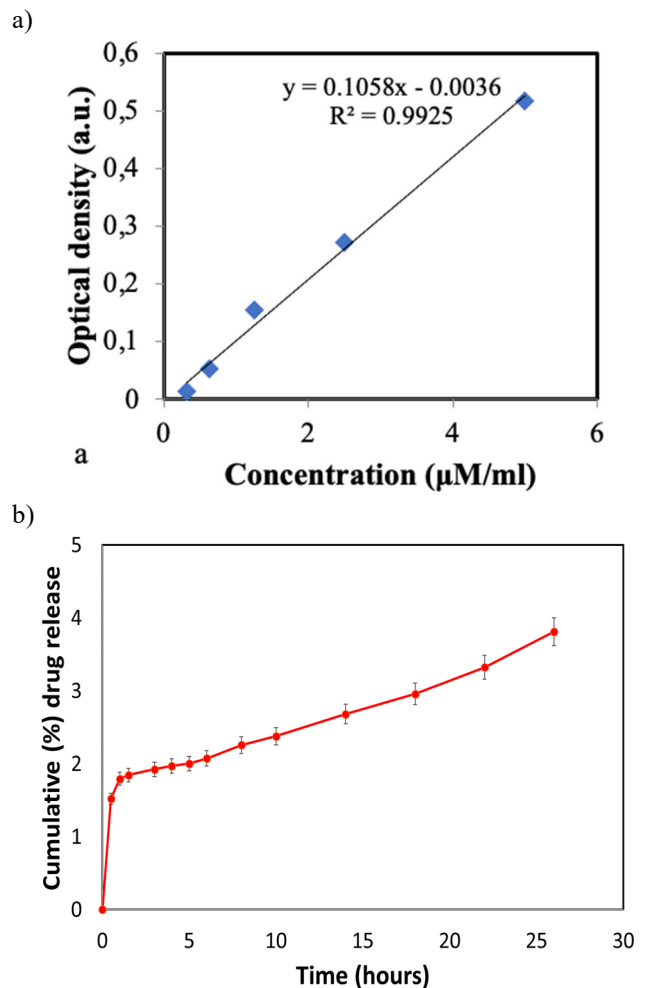 a)
0,6
0,5
0,4
0,3
0,2
0,1
0
y = 0.1058x - 0.0036
R² = 0.9925
Optical density (a.u.)
0 2 4 6
a
Concentration (µM/ml)
b)
5
4
3
2
1
0
Cumulative (%) drug release
0 5 10 15 20 25 30
Time (hours)